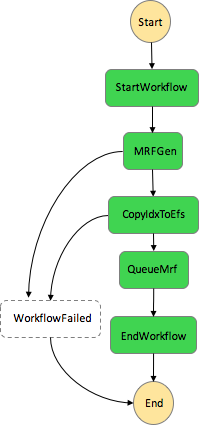 Start
StartWorkflow
MRFGen
CopyIdxToEfs
QueueMrf
WorkflowFailed
EndWorkflow
End